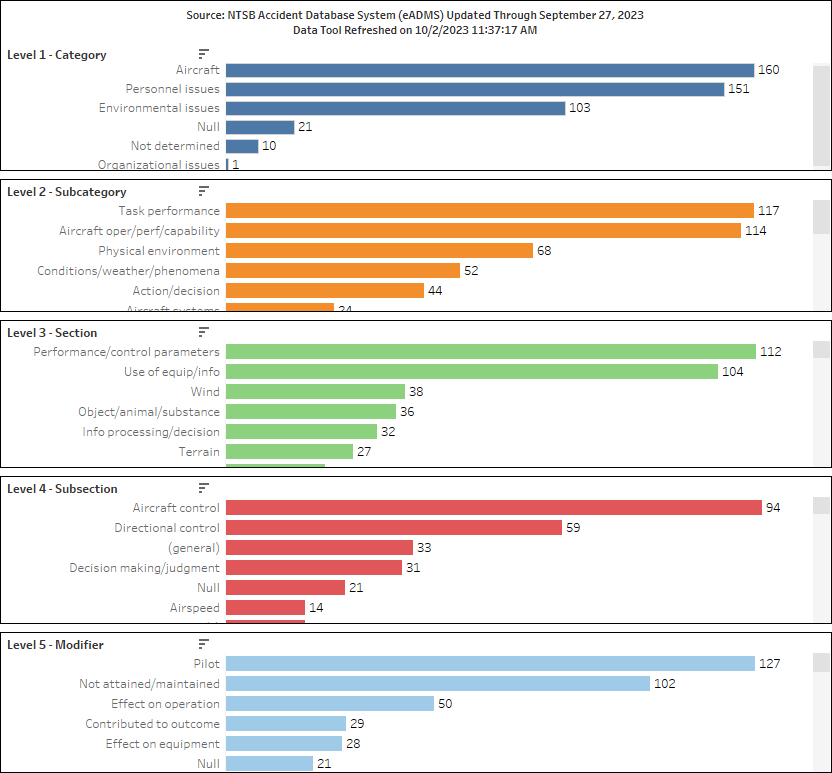 Source: NTSB Accident Database System (eADMS) Updated Through September 27, 2023
Data Tool Refreshed on 10/2/2023 11:37:17 AM
Level 1 - Category
Aircraft 160
Personnel issues 151
Environmental issues 103
Null 21
Not determined 10
Organizational issues 1
Level 2 - Subcategory
Task performance 117
Aircraft oper/perf/capability 114
Physical environment 68
Conditions/weather/phenomena 52
Action/decision 44
Aircraft systems 24
Level 3 - Section
Performance/control parameters 112
Use of equip/info 104
Wind 38
Object/animal/substance 36
Info processing/decision 32
Terrain 27
Level 4 - Subsection
Aircraft control 94
Directional control 59
(general) 33
Decision making/judgment 31
Null 21
Airspeed 14
Level 5 - Modifier
Pilot 127
Not attained/maintained 102
Effect on operation 50
Contributed to outcome 29
Effect on equipment 28
Null 21